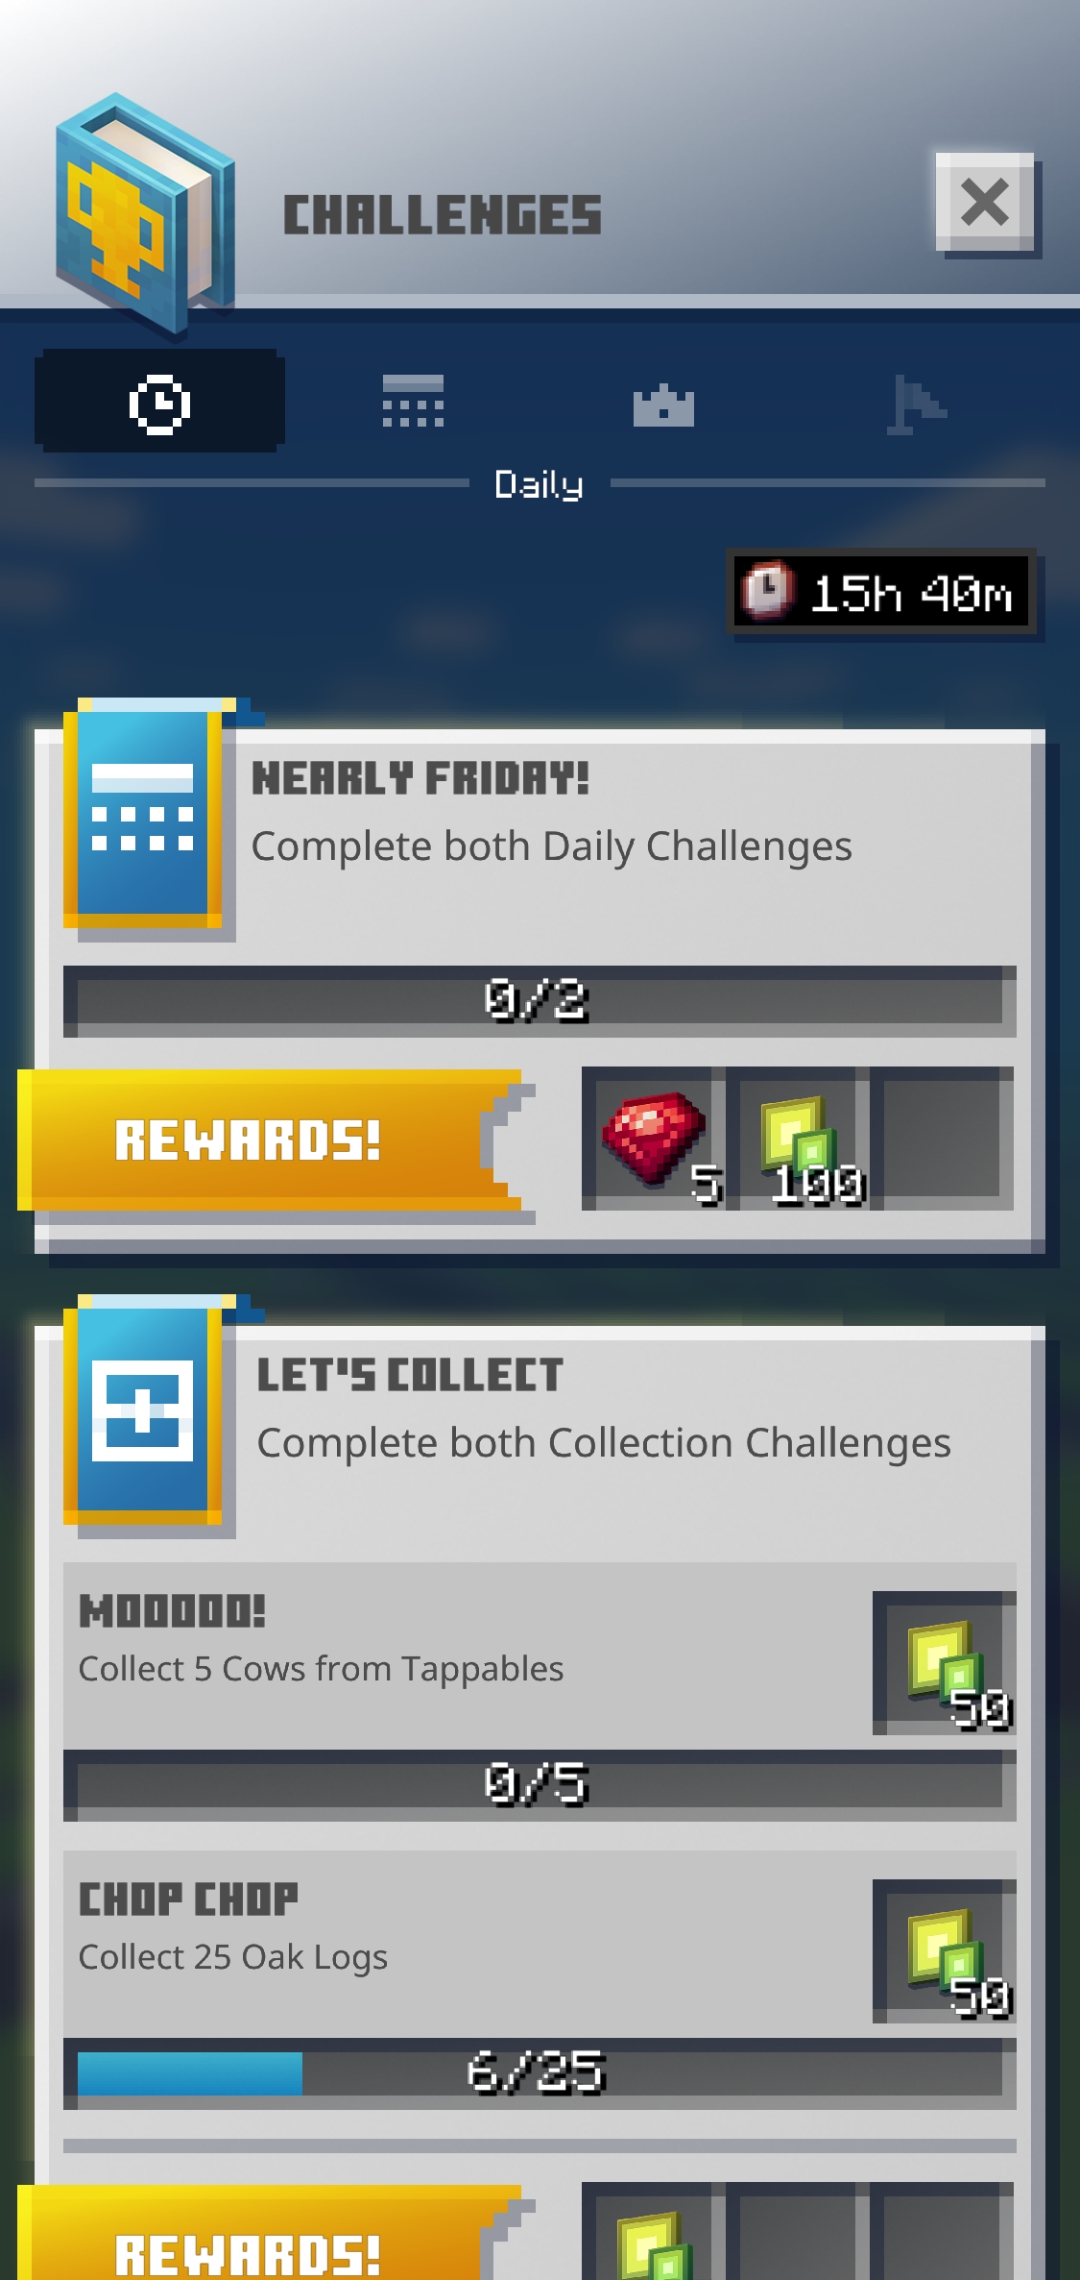 CHALLENGES
Daily
15h 40m
NEARLY FRIDAY!
Complete both Daily Challenges
0/2
REWARDS!
5
100
LET'S COLLECT
Complete both Collection Challenges
MOOOOO!
Collect 5 Cows from Tappables
50
0/5
CHOP CHOP
Collect 25 Oak Logs
50
6/25
REWARDS!